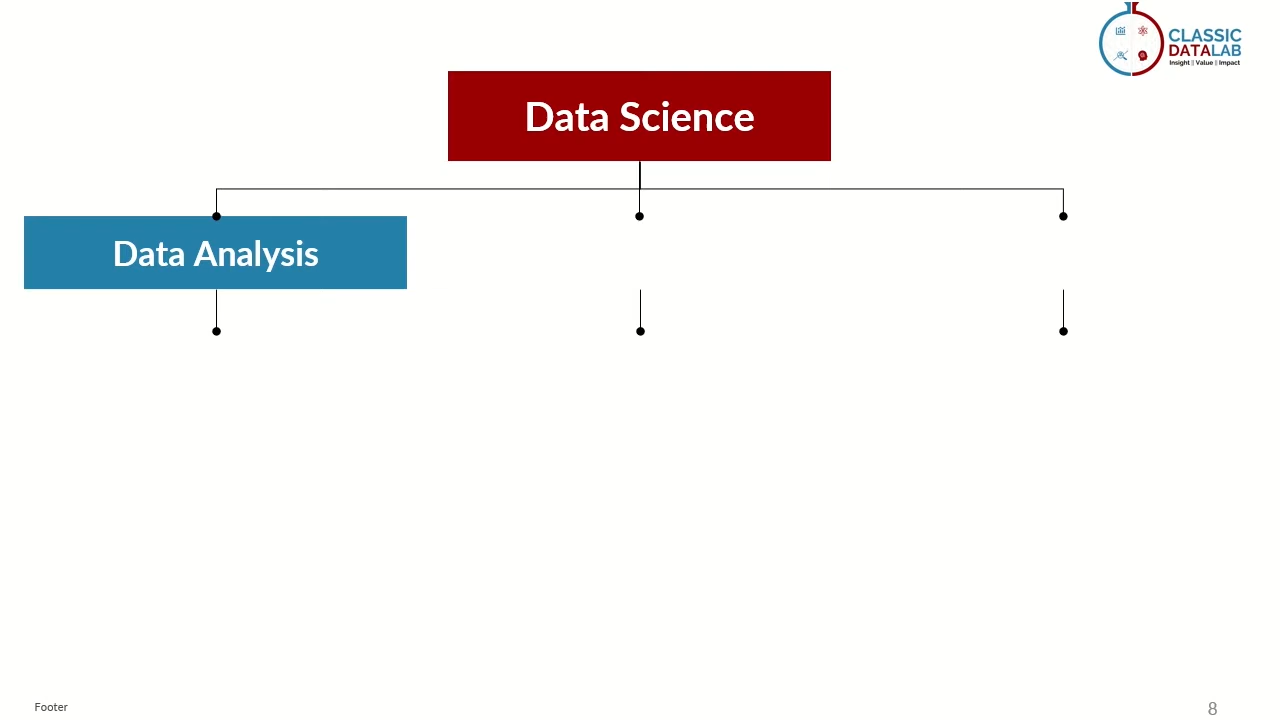 CLASSIC
DATALAB
Insight || Value || Impact
Data Science
Data Analysis
Footer
8